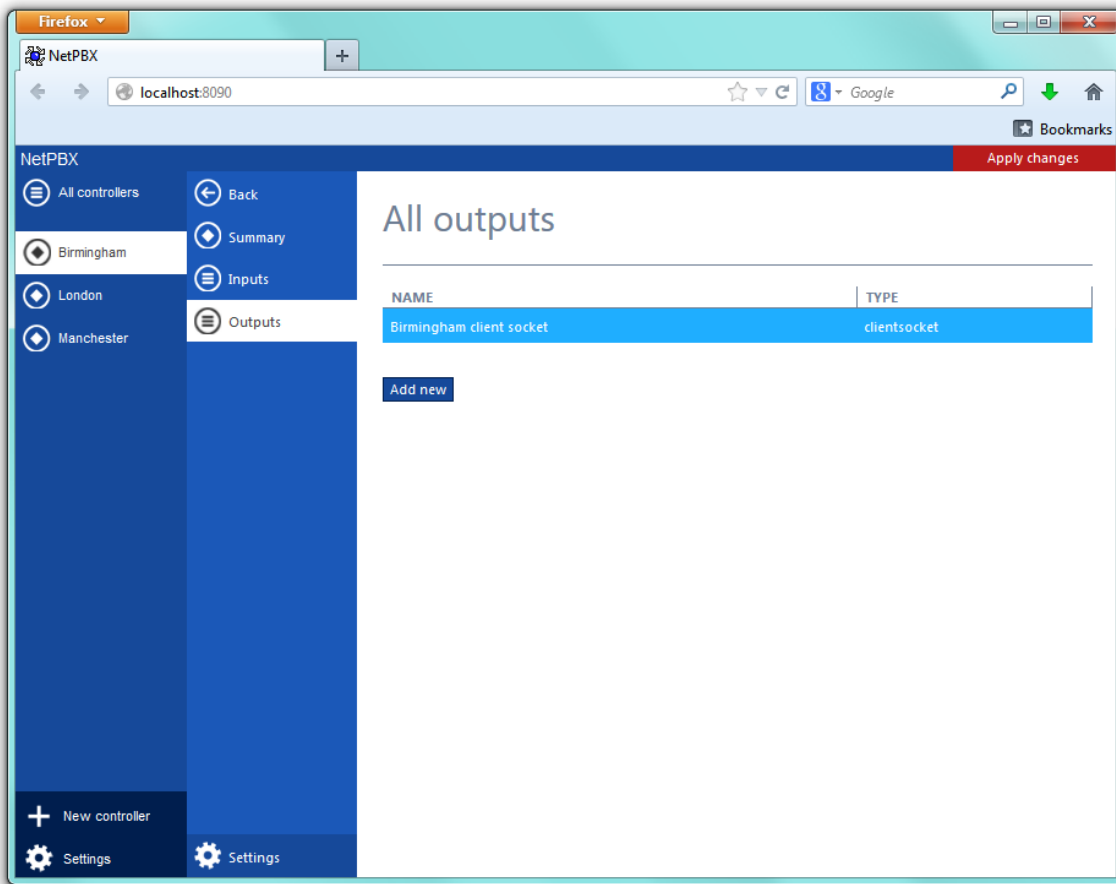 Firefox
NetPBX
localhost:8090
Google
Bookmarks
NetPBX
Apply changes
All controllers
Birmingham
London
Manchester
New controller
Settings
Back
Summary
Inputs
Outputs
Settings
All outputs
NAME TYPE
Birmingham client socket clientsocket
Add new